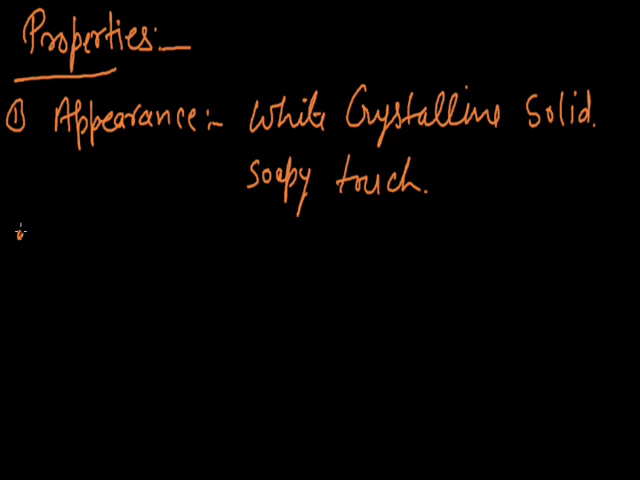 Properties:—
① Appearance:- White Crystalline Solid.
Soapy touch.